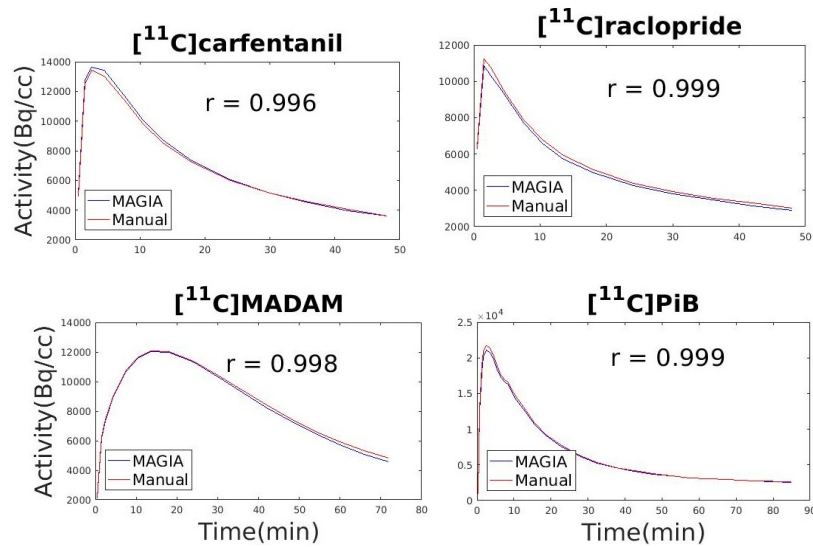 [¹¹C]carfentanil
14000
12000
10000
8000
6000
4000
2000
Activity(Bq/cc)
r = 0.996
MAGIA
Manual
0 10 20 30 40 50
[¹¹C]raclopride
12000
10000
8000
6000
4000
2000
r = 0.999
MAGIA
Manual
0 10 20 30 40 50
[¹¹C]MADAM
14000
12000
10000
8000
6000
4000
2000
Activity(Bq/cc)
r = 0.998
MAGIA
Manual
0 10 20 30 40 50 60 70 80
Time(min)
[¹¹C]PiB
× 10⁴
2.5
2
1.5
1
0.5
0
r = 0.999
MAGIA
Manual
0 10 20 30 40 50 60 70 80 90
Time(min)